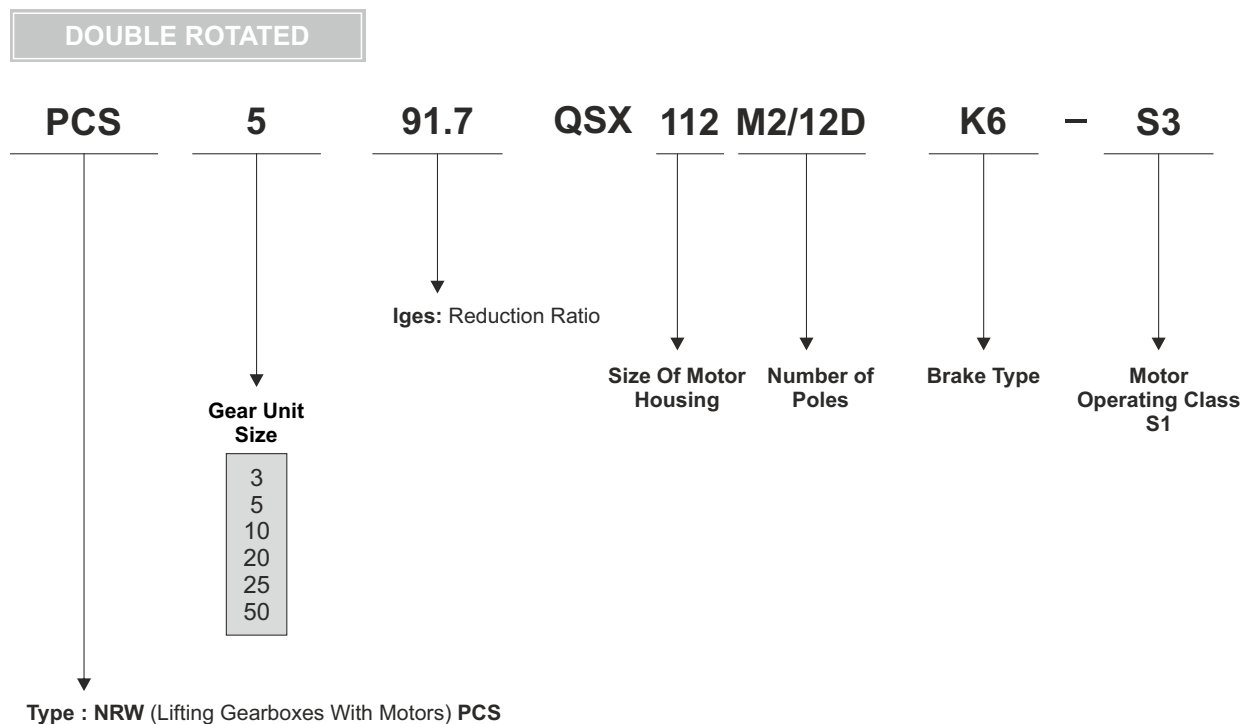 DOUBLE ROTATED
PCS 5 91.7 QSX 112 M2/12D K6 – S3
Iges: Reduction Ratio
Size Of Motor
Housing
Number of
Poles
Brake Type
Motor
Operating Class
S1
Gear Unit
Size
3
5
10
20
25
50
Type : NRW (Lifting Gearboxes With Motors) PCS